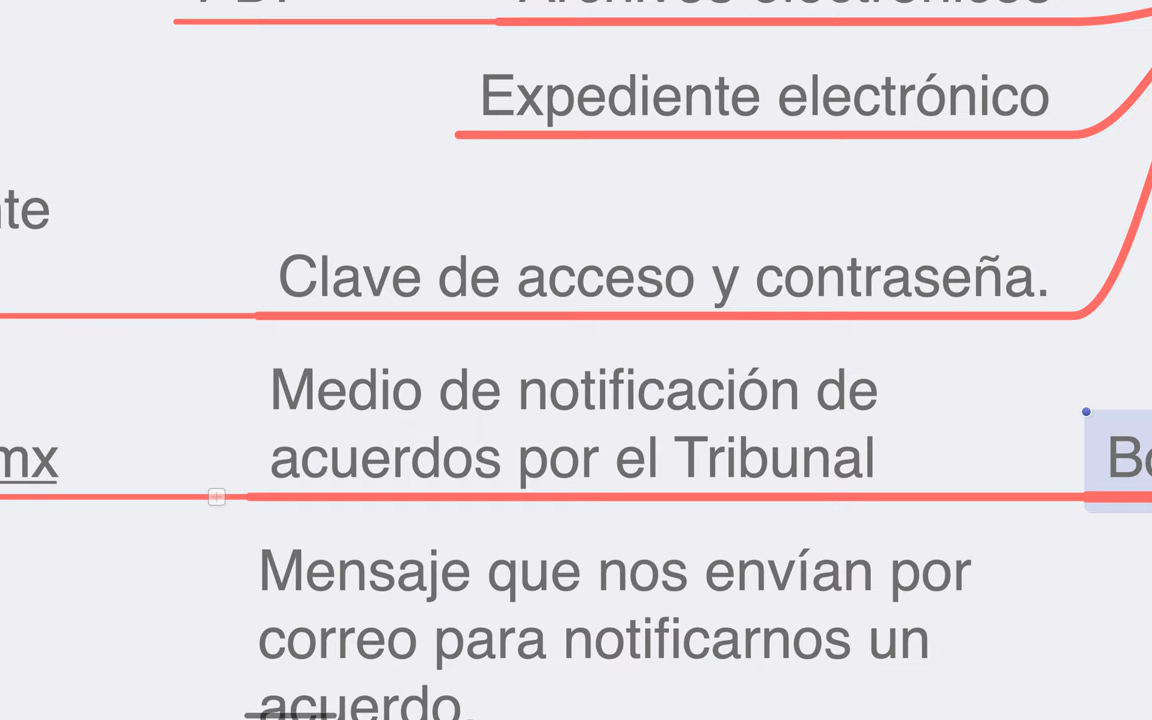 Expediente electrónico
Clave de acceso y contraseña.
Medio de notificación de
acuerdos por el Tribunal
mx
Mensaje que nos envían por
correo para notificarnos un
acuerdo.